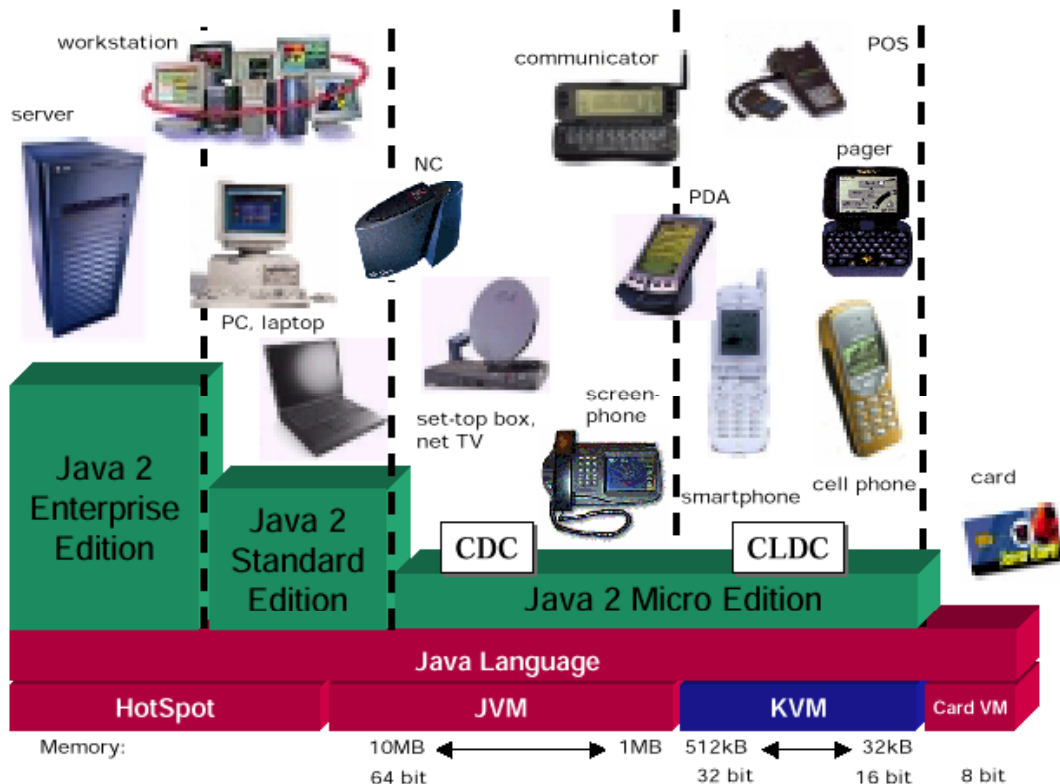 workstation
server
communicator
POS
NC
pager
PDA
PC, laptop
set-top box,
net TV
screen-
phone
smartphone
cell phone
card
Java 2
Enterprise
Edition
Java 2
Standard
Edition
CDC
CLDC
Java 2 Micro Edition
Java Language
HotSpot
JVM
KVM
Card VM
Memory:
10MB
1MB
512kB
32kB
64 bit
32 bit
16 bit
8 bit